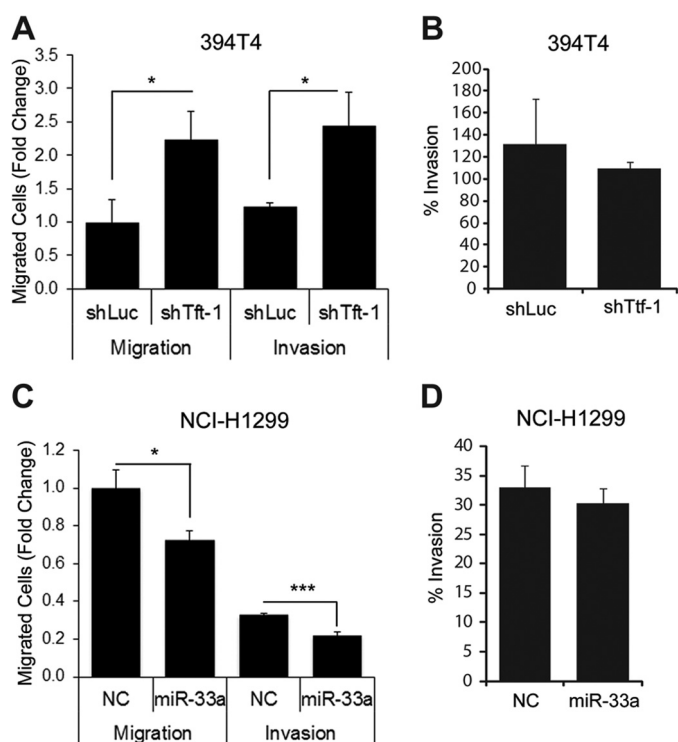 A
394T4
Migrated Cells (Fold Change)
3.5
3.0
2.5
2.0
1.5
1.0
0.5
0.0
*
*
shLuc shTft-1 shLuc shTft-1
Migration Invasion
B
394T4
% Invasion
200
180
160
140
120
100
80
60
40
20
0
shLuc shTtf-1
C
NCI-H1299
Migrated Cells (Fold Change)
1.2
1.0
0.8
0.6
0.4
0.2
0.0
*
***
NC miR-33a NC miR-33a
Migration Invasion
D
NCI-H1299
% Invasion
40
35
30
25
20
15
10
5
0
NC miR-33a